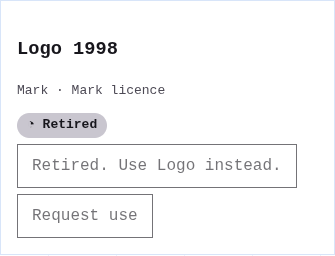 Logo 1998
Mark · Mark licence
Retired
Retired. Use Logo instead.
Request use